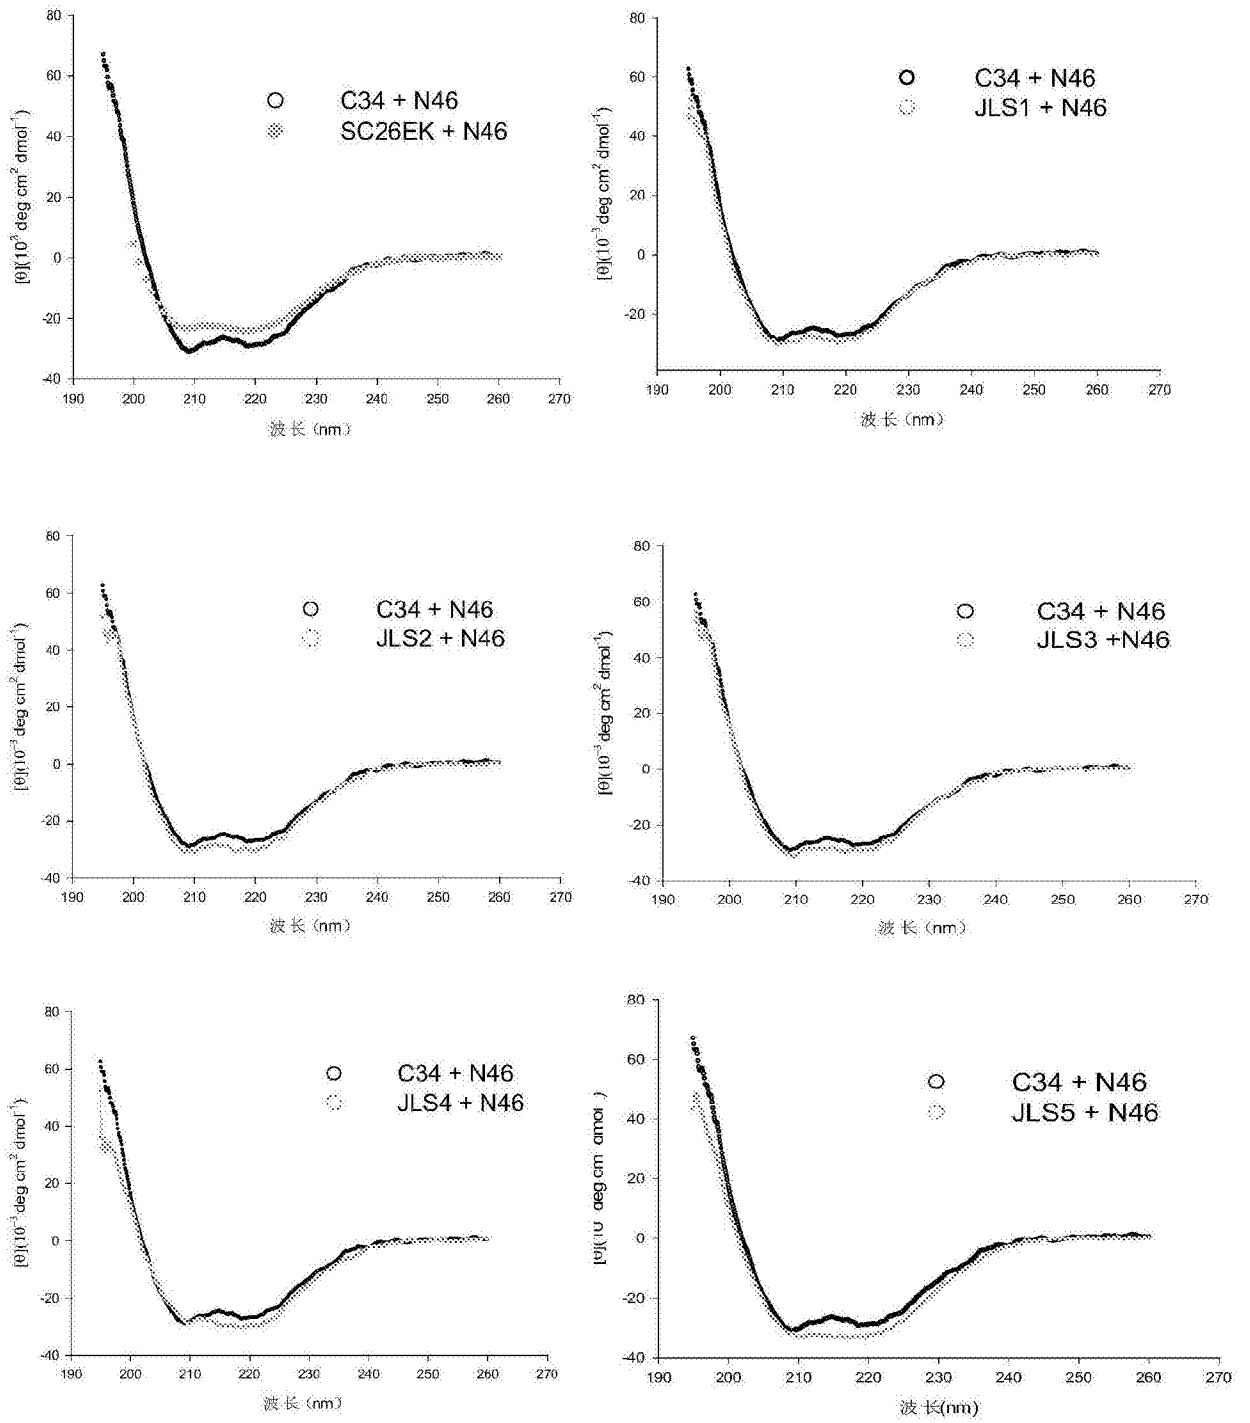 80
60
40
20
0
-20
-40
190 200 210 220 230 240 250 260 270
[θ](10³ deg cm² dmol⁻¹)
波长 (nm)
C34 + N46
SC26EK + N46
80
60
40
20
0
-20
190 200 210 220 230 240 250 260 270
[θ](10⁻³ deg cm² dmol⁻¹)
波长 (nm)
C34 + N46
JLS1 + N46
80
60
40
20
0
-20
-40
190 200 210 220 230 240 250 260 270
[θ](10⁻³ deg cm² dmol⁻¹)
波长 (nm)
C34 + N46
JLS2 + N46
80
60
40
20
0
-20
-40
190 200 210 220 230 240 250 260 270
[θ](10⁻³ deg cm² dmol⁻¹)
波长 (nm)
C34 + N46
JLS3 +N46
80
60
40
20
0
-20
-40
190 200 210 220 230 240 250 260 270
[θ](10⁻³ deg cm² dmol⁻¹)
波长 (nm)
C34 + N46
JLS4 + N46
80
60
40
20
0
-20
-40
190 200 210 220 230 240 250 260 270
[θ](10 deg cm
波长(nm)
C34 + N46
JLS5 + N46